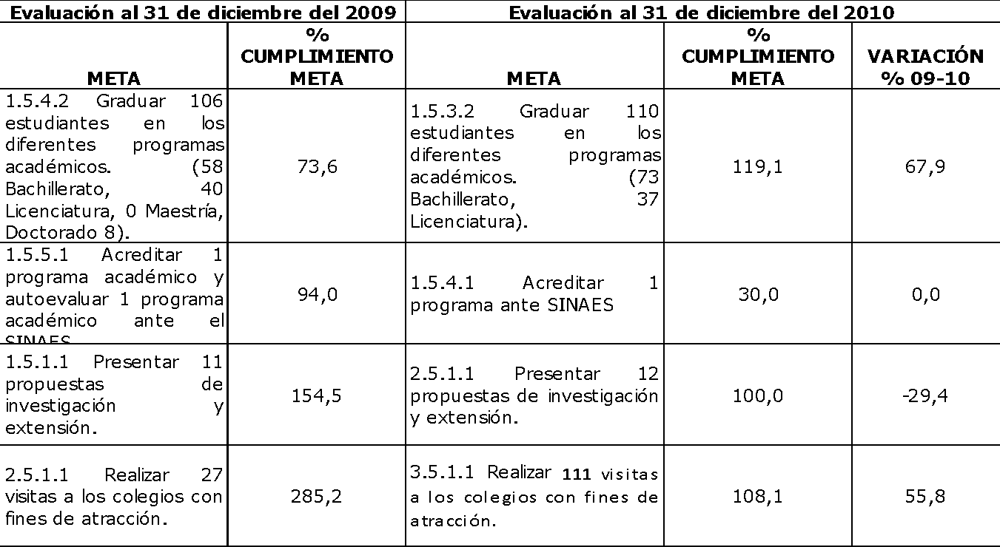 Evaluación al 31 de diciembre del 2009
Evaluación al 31 de diciembre del 2010
META
%
CUMPLIMIENTO
META
META
%
CUMPLIMIENTO
META
VARIACIÓN
% 09-10
1.5.4.2 Graduar 106
estudiantes en los
diferentes programas
académicos. (58
Bachillerato, 40
Licenciatura, 0 Maestría,
Doctorado 8).
73,6
1.5.3.2 Graduar 110
estudiantes en los
diferentes programas
académicos. (73
Bachillerato, 37
Licenciatura).
119,1
67,9
1.5.5.1 Acreditar 1
programa académico y
autoevaluar 1 programa
académico ante el
SINAES
94,0
1.5.4.1 Acreditar 1
programa ante SINAES
30,0
0,0
1.5.1.1 Presentar 11
propuestas de
investigación y
extensión.
154,5
2.5.1.1 Presentar 12
propuestas de investigación
y extensión.
100,0
-29,4
2.5.1.1 Realizar 27
visitas a los colegios con
fines de atracción.
285,2
3.5.1.1 Realizar 111 visitas
a los colegios con fines de
atracción.
108,1
55,8